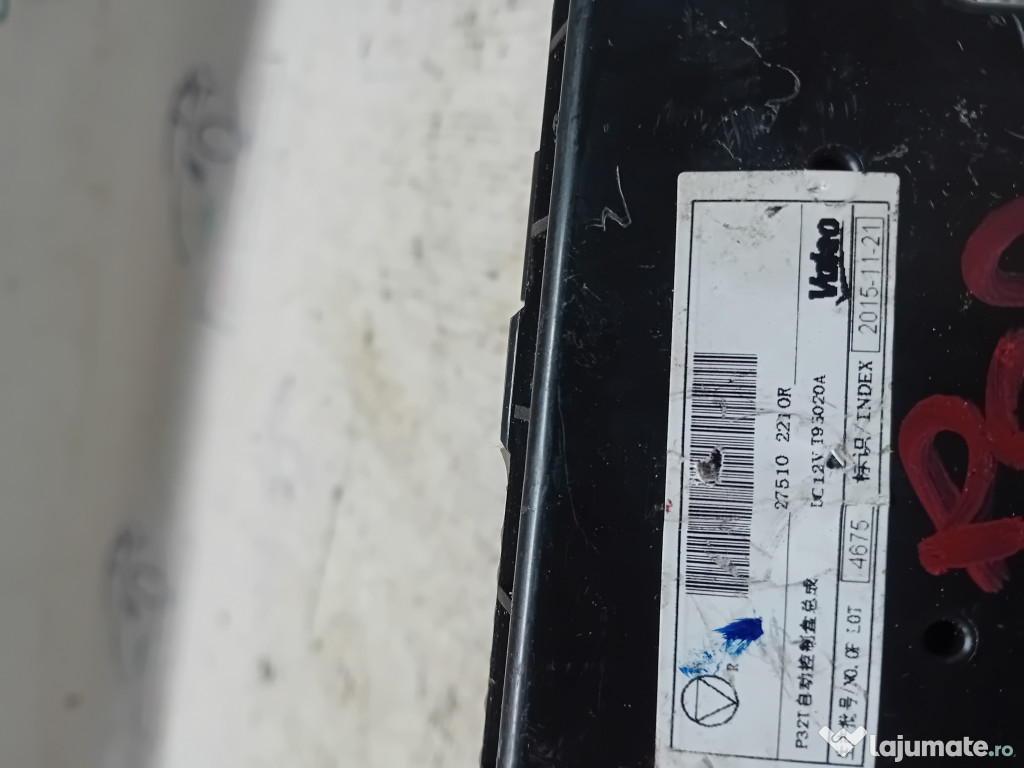 27510 2210R
P32T自动控制盒总成
Valeo
DC12V T93020A
批号/NO.OF LOT 4675 标识/INDEX 2015-11-21
R
lajumate.ro